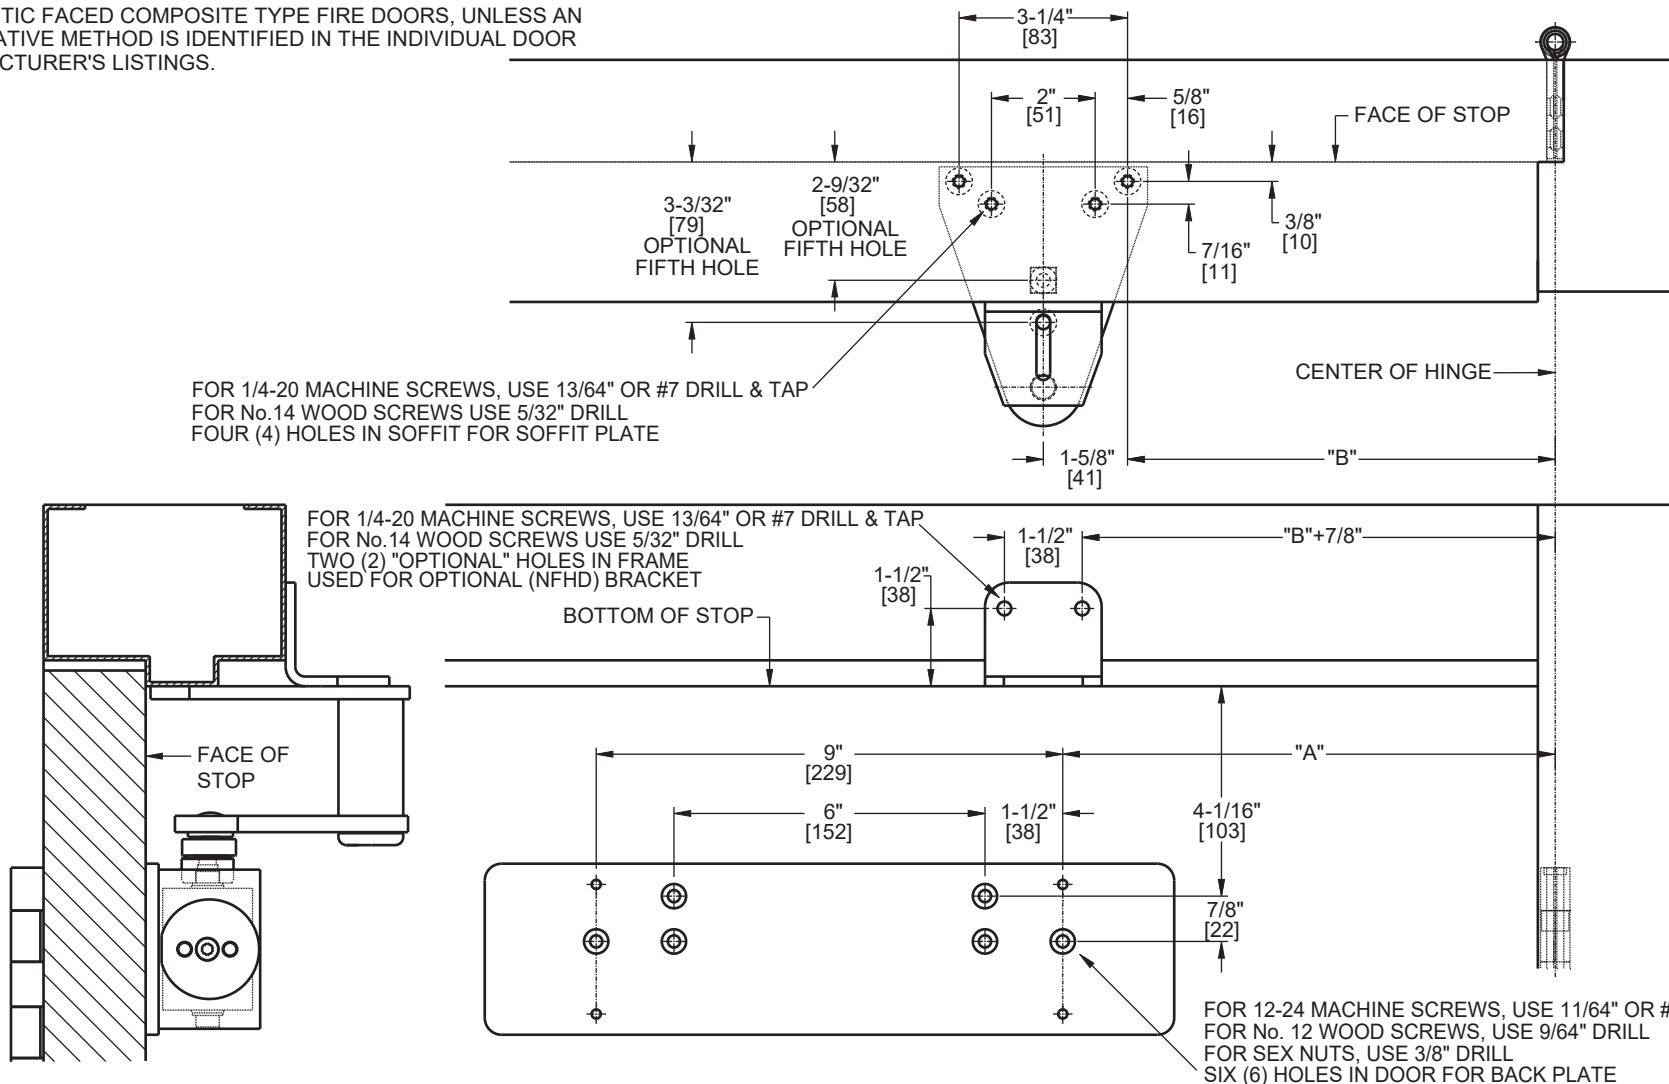 TIC FACED COMPOSITE TYPE FIRE DOORS, UNLESS AN
ATIVE METHOD IS IDENTIFIED IN THE INDIVIDUAL DOOR
CTURER'S LISTINGS.
3-1/4"
[83]
2"
[51]
5/8"
[16]
FACE OF STOP
3-3/32"
[79]
OPTIONAL
FIFTH HOLE
2-9/32"
[58]
OPTIONAL
FIFTH HOLE
3/8"
[10]
7/16"
[11]
CENTER OF HINGE
FOR 1/4-20 MACHINE SCREWS, USE 13/64" OR #7 DRILL & TAP
FOR No.14 WOOD SCREWS USE 5/32" DRILL
FOUR (4) HOLES IN SOFFIT FOR SOFFIT PLATE
1-5/8"
[41]
"B"
FOR 1/4-20 MACHINE SCREWS, USE 13/64" OR #7 DRILL & TAP
FOR No.14 WOOD SCREWS USE 5/32" DRILL
TWO (2) "OPTIONAL" HOLES IN FRAME
USED FOR OPTIONAL (NFHD) BRACKET
1-1/2"
[38]
"B"+7/8"
1-1/2"
[38]
BOTTOM OF STOP
FACE OF
STOP
9"
[229]
"A"
6"
[152]
1-1/2"
[38]
4-1/16"
[103]
7/8"
[22]
FOR 12-24 MACHINE SCREWS, USE 11/64" OR #
FOR No. 12 WOOD SCREWS, USE 9/64" DRILL
FOR SEX NUTS, USE 3/8" DRILL
SIX (6) HOLES IN DOOR FOR BACK PLATE